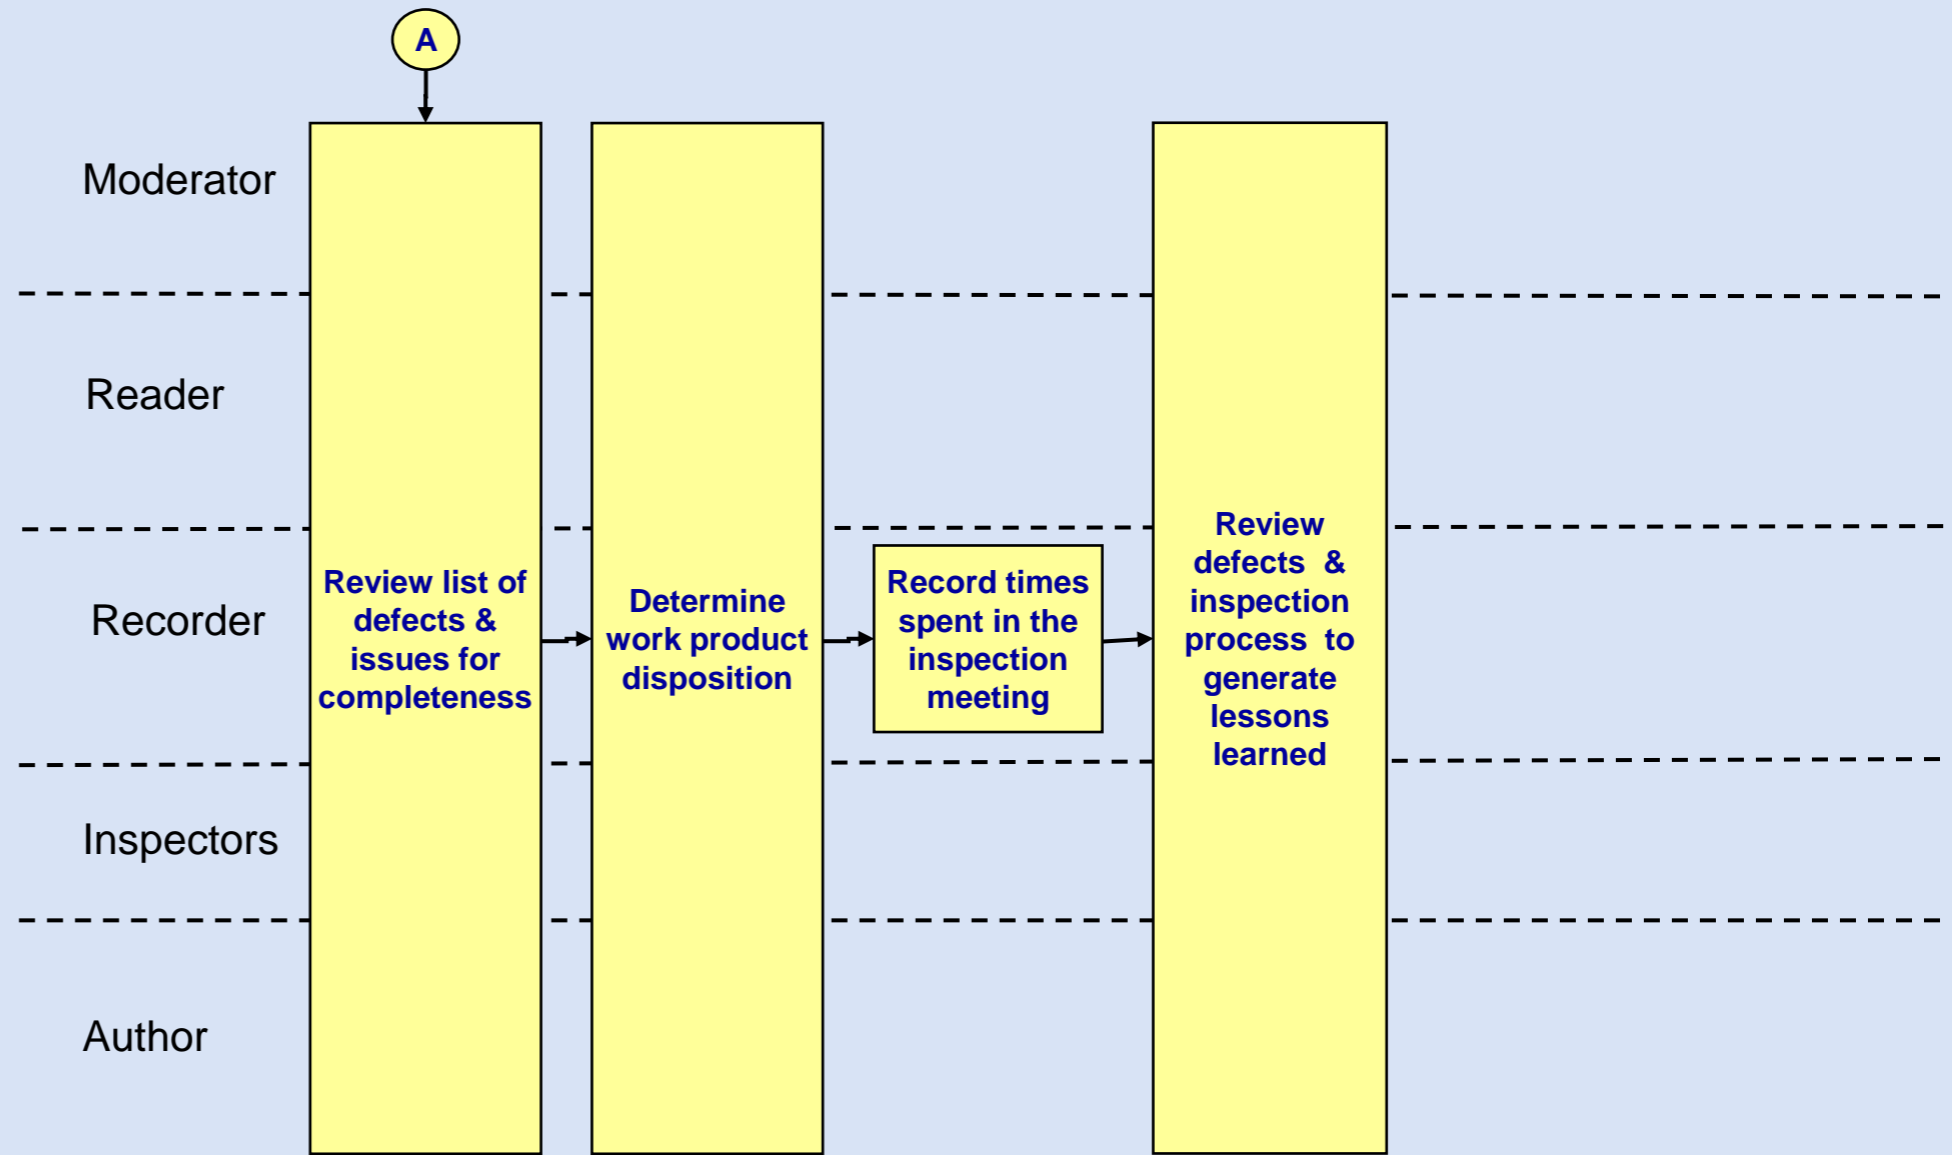 A
Moderator
Reader
Recorder
Inspectors
Author
Review list of
defects &
issues for
completeness
Determine
work product
disposition
Record times
spent in the
inspection
meeting
Review
defects  &
inspection
process  to
generate
lessons
learned